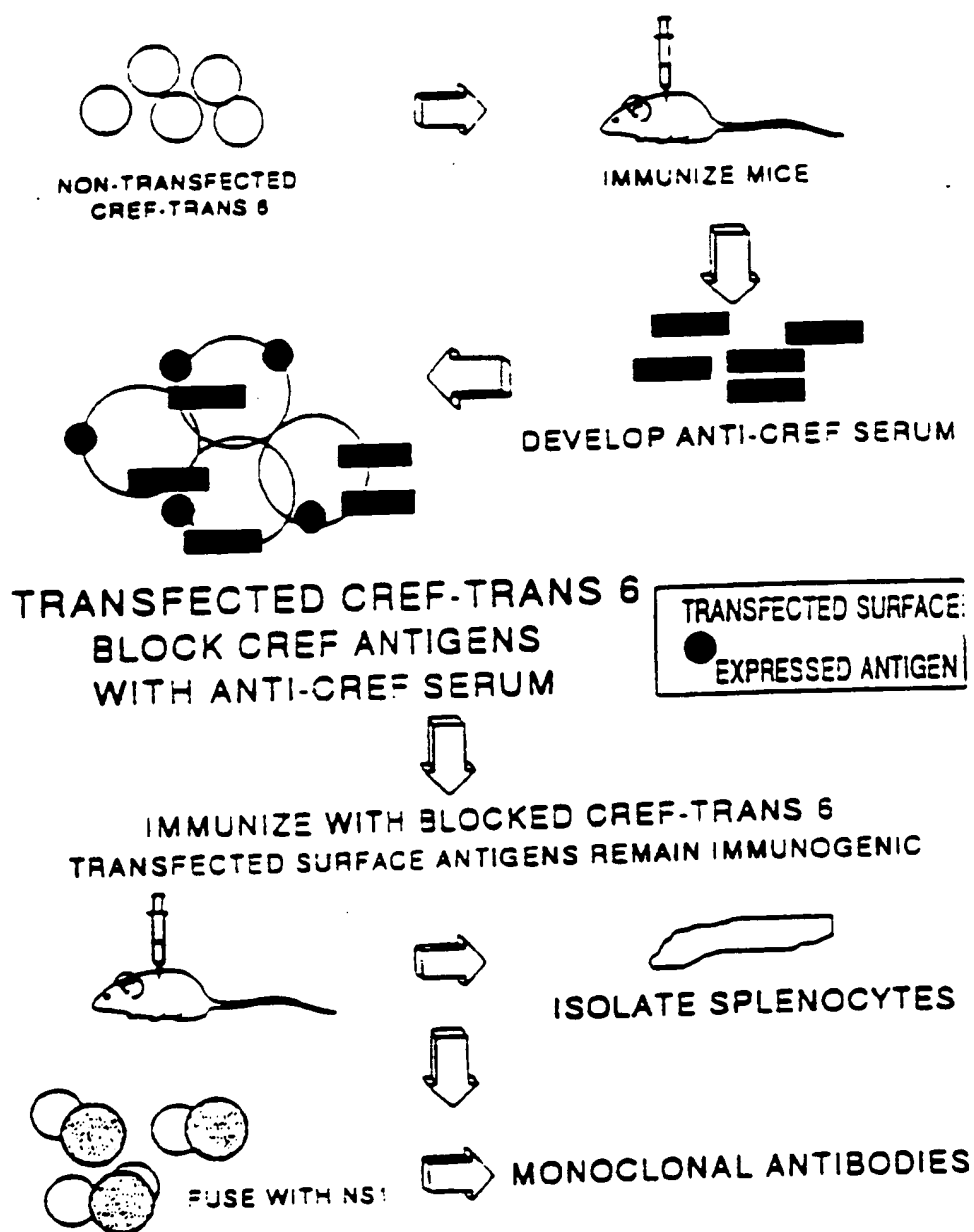 NON-TRANSFECTED
CREF-TRANS 6
IMMUNIZE MICE
DEVELOP ANTI-CREF SERUM
TRANSFECTED CREF-TRANS 6
BLOCK CREF ANTIGENS
WITH ANTI-CREF SERUM
TRANSFECTED SURFACE
EXPRESSED ANTIGEN
IMMUNIZE WITH BLOCKED CREF-TRANS 6
TRANSFECTED SURFACE ANTIGENS REMAIN IMMUNOGENIC
ISOLATE SPLENOCYTES
FUSE WITH NS1
MONOCLONAL ANTIBODIES